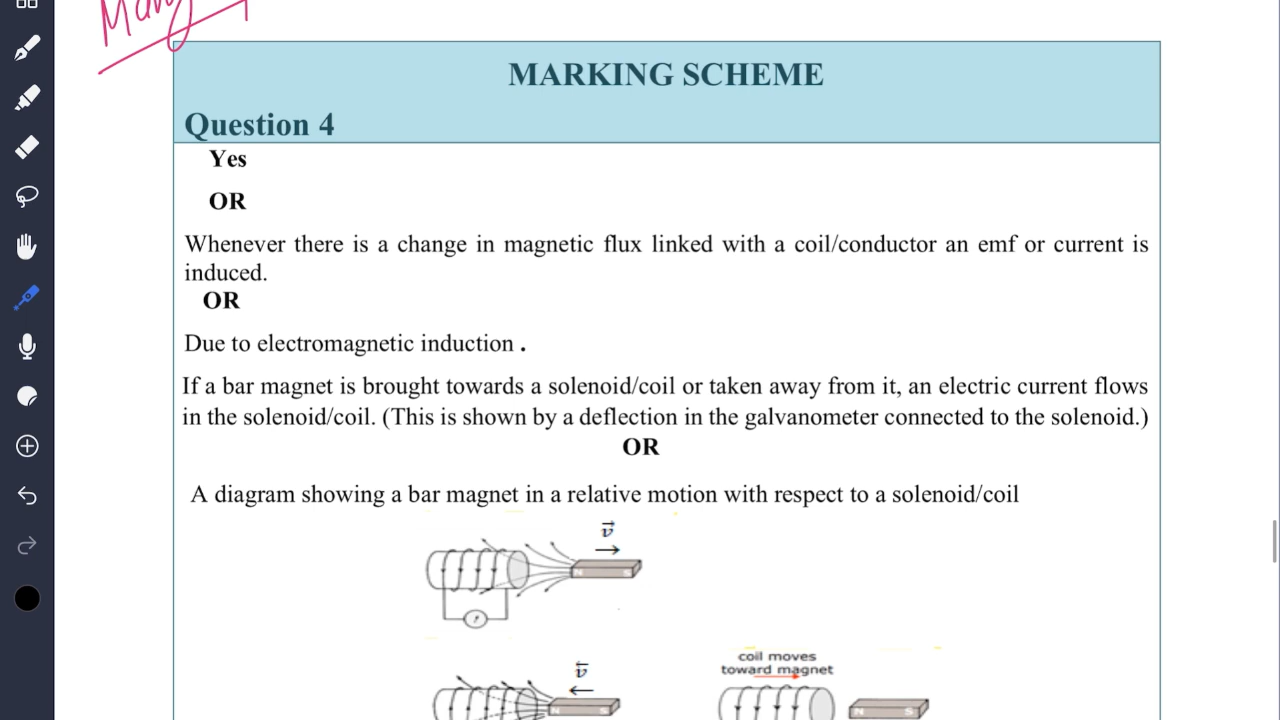 MARKING SCHEME
Question 4
Yes
OR
Whenever there is a change in magnetic flux linked with a coil/conductor an emf or current is
induced.
OR
Due to electromagnetic induction .
If a bar magnet is brought towards a solenoid/coil or taken away from it, an electric current flows
in the solenoid/coil. (This is shown by a deflection in the galvanometer connected to the solenoid.)
OR
A diagram showing a bar magnet in a relative motion with respect to a solenoid/coil
v
N S
v
coil moves
toward magnet
N S
N S